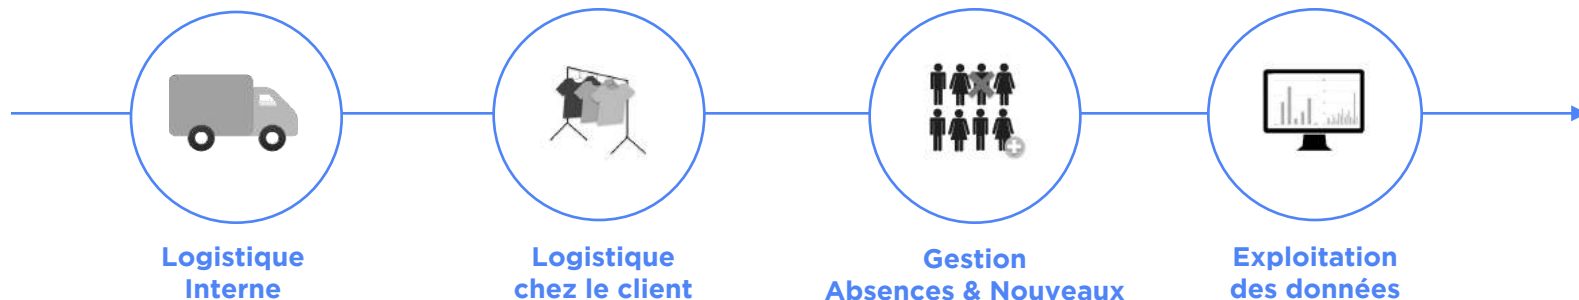 Logistique
Interne
Logistique
chez le client
Gestion
Absences & Nouveaux
Exploitation
des données